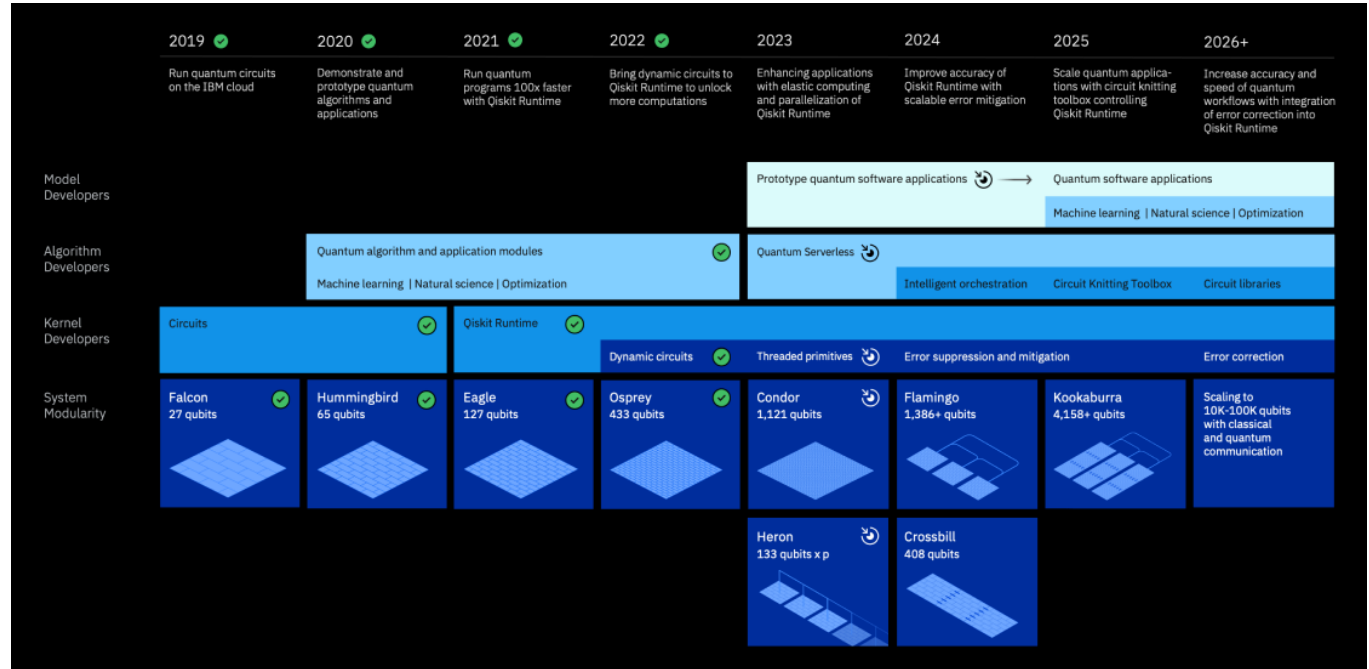 2019
2020
2021
2022
2023
2024
2025
2026+
Run quantum circuits
on the IBM cloud
Demonstrate and
prototype quantum
algorithms and
applications
Run quantum
programs 100x faster
with Qiskit Runtime
Bring dynamic circuits to
Qiskit Runtime to unlock
more computations
Enhancing applications
with elastic computing
and parallelization of
Qiskit Runtime
Improve accuracy of
Qiskit Runtime with
scalable error mitigation
Scale quantum applica-
tions with circuit knitting
toolbox controlling
Qiskit Runtime
Increase accuracy and
speed of quantum
workflows with integration
of error correction into
Qiskit Runtime
Model
Developers
Prototype quantum software applications
Quantum software applications
Machine learning | Natural science | Optimization
Algorithm
Developers
Quantum algorithm and application modules
Machine learning | Natural science | Optimization
Quantum Serverless
Intelligent orchestration
Circuit Knitting Toolbox
Circuit libraries
Kernel
Developers
Circuits
Qiskit Runtime
Dynamic circuits
Threaded primitives
Error suppression and mitigation
Error correction
System
Modularity
Falcon
27 qubits
Hummingbird
65 qubits
Eagle
127 qubits
Osprey
433 qubits
Condor
1,121 qubits
Flamingo
1,386+ qubits
Kookaburra
4,158+ qubits
Scaling to
10K-100K qubits
with classical
and quantum
communication
Heron
133 qubits x p
Crossbill
408 qubits